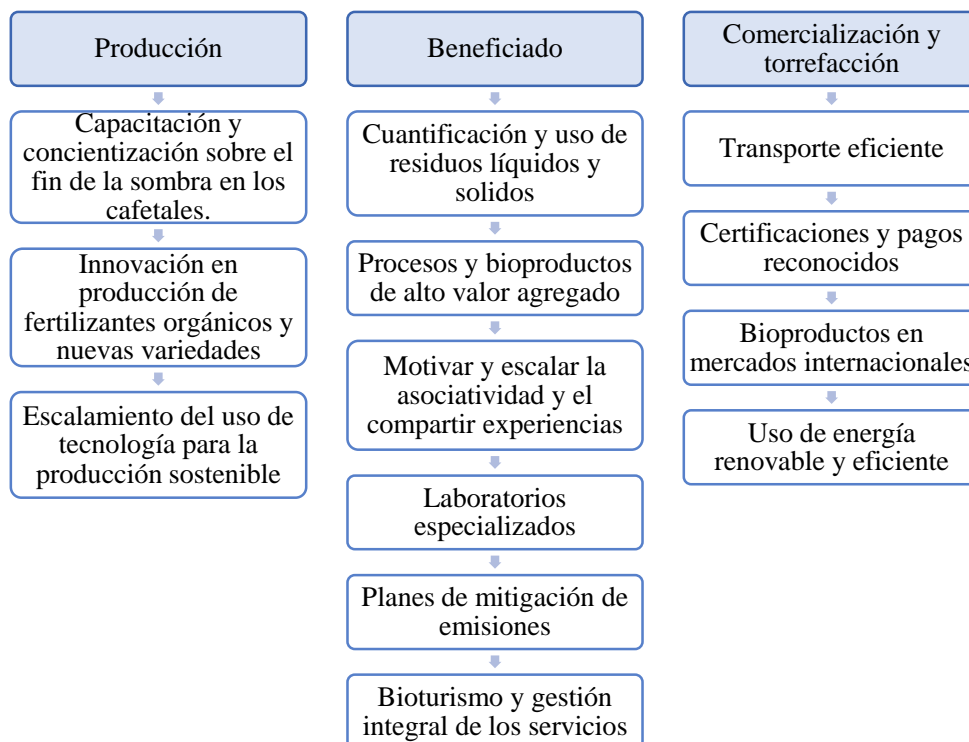 Producción
Capacitación y
concientización sobre el
fin de la sombra en los
cafetales.
Innovación en
producción de
fertilizantes orgánicos y
nuevas variedades
Escalamiento del uso de
tecnología para la
producción sostenible
Beneficiado
Cuantificación y uso de
residuos líquidos y
solidos
Procesos y bioproductos
de alto valor agregado
Motivar y escalar la
asociatividad y el
compartir experiencias
Laboratorios
especializados
Planes de mitigación de
emisiones
Bioturismo y gestión
integral de los servicios
Comercialización y
torrefacción
Transporte eficiente
Certificaciones y pagos
reconocidos
Bioproductos en
mercados internacionales
Uso de energía
renovable y eficiente